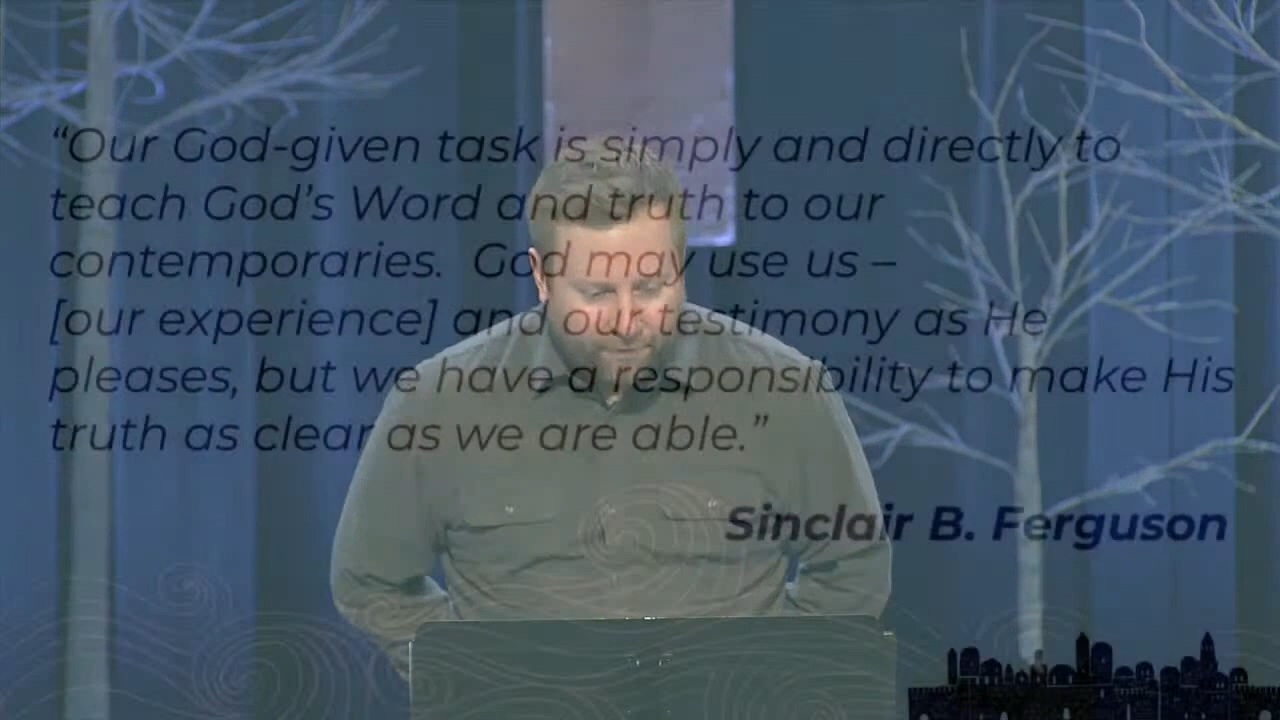 “Our God-given task is simply and directly to
teach God’s Word and truth to our
contemporaries.  God may use us –
[our experience] and our testimony as He
pleases, but we have a responsibility to make His
truth as clear as we are able.”
Sinclair B. Ferguson